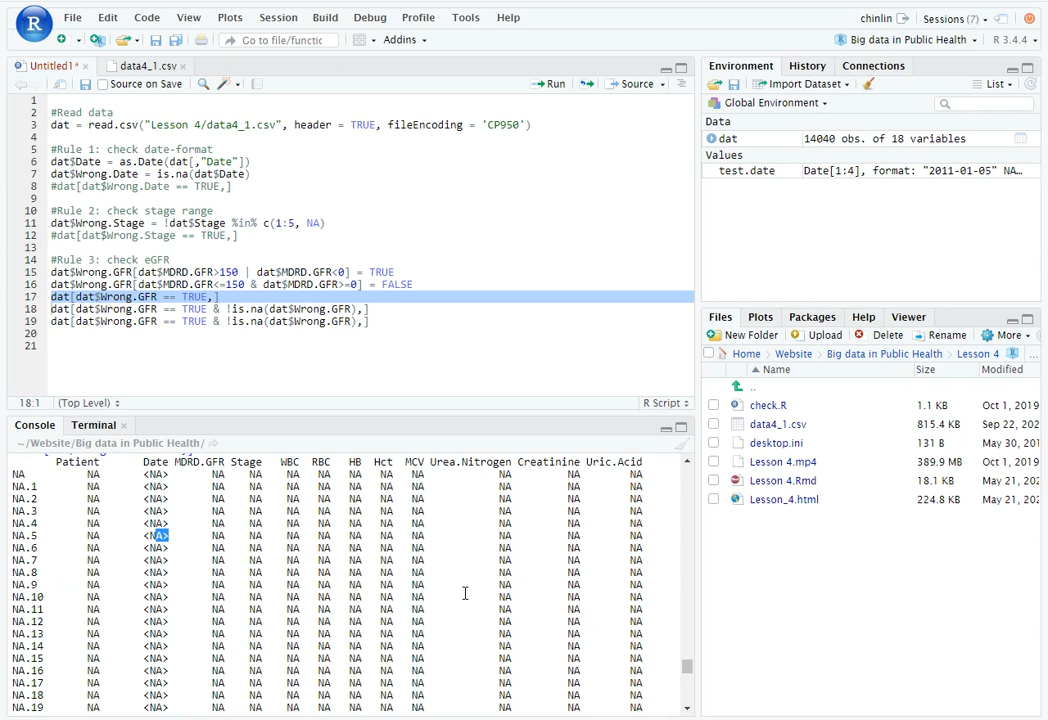 R File Edit Code View Plots Session Build Debug Profile Tools Help chinlin Sessions (7)
Go to file/functic Addins Big data in Public Health R 3.4.4
Untitled1* × data4_1.csv ×
Source on Save Run Source
1
2 #Read data
3 dat = read.csv("Lesson 4/data4_1.csv", header = TRUE, fileEncoding = 'CP950')
4
5 #Rule 1: check date-format
6 dat$Date = as.Date(dat[,"Date"])
7 dat$Wrong.Date = is.na(dat$Date)
8 #dat[dat$Wrong.Date == TRUE,]
9
10 #Rule 2: check stage range
11 dat$Wrong.Stage = !dat$Stage %in% c(1:5, NA)
12 #dat[dat$Wrong.Stage == TRUE,]
13
14 #Rule 3: check eGFR
15 dat$Wrong.GFR[dat$MDRD.GFR>150 | dat$MDRD.GFR<0] = TRUE
16 dat$Wrong.GFR[dat$MDRD.GFR<=150 & dat$MDRD.GFR>=0] = FALSE
17 dat[dat$Wrong.GFR == TRUE,]
18 dat[dat$Wrong.GFR == TRUE & !is.na(dat$Wrong.GFR),]
19 dat[dat$Wrong.GFR == TRUE & !is.na(dat$Wrong.GFR),]
20
21
18:1 (Top Level) R Script
Console Terminal ×
~/Website/Big data in Public Health/
Patient Date MDRD.GFR Stage WBC RBC HB Hct MCV Urea.Nitrogen Creatinine Uric.Acid
NA NA <NA> NA NA NA NA NA NA NA NA NA NA
NA.1 NA <NA> NA NA NA NA NA NA NA NA NA NA
NA.2 NA <NA> NA NA NA NA NA NA NA NA NA NA
NA.3 NA <NA> NA NA NA NA NA NA NA NA NA NA
NA.4 NA <NA> NA NA NA NA NA NA NA NA NA NA
NA.5 NA <NA> NA NA NA NA NA NA NA NA NA NA
NA.6 NA <NA> NA NA NA NA NA NA NA NA NA NA
NA.7 NA <NA> NA NA NA NA NA NA NA NA NA NA
NA.8 NA <NA> NA NA NA NA NA NA NA NA NA NA
NA.9 NA <NA> NA NA NA NA NA NA NA NA NA NA
NA.10 NA <NA> NA NA NA NA NA NA NA NA NA NA
NA.11 NA <NA> NA NA NA NA NA NA NA NA NA NA
NA.12 NA <NA> NA NA NA NA NA NA NA NA NA NA
NA.13 NA <NA> NA NA NA NA NA NA NA NA NA NA
NA.14 NA <NA> NA NA NA NA NA NA NA NA NA NA
NA.15 NA <NA> NA NA NA NA NA NA NA NA NA NA
NA.16 NA <NA> NA NA NA NA NA NA NA NA NA NA
NA.17 NA <NA> NA NA NA NA NA NA NA NA NA NA
NA.18 NA <NA> NA NA NA NA NA NA NA NA NA NA
NA.19 NA <NA> NA NA NA NA NA NA NA NA NA NA
Environment History Connections
Import Dataset List
Global Environment
Data
dat 14040 obs. of 18 variables
Values
test.date Date[1:4], format: "2011-01-05" NA…
Files Plots Packages Help Viewer
New Folder Upload Delete Rename More
Home Website Big data in Public Health Lesson 4 ...
Name Size Modified
..
check.R 1.1 KB Oct 1, 2019
data4_1.csv 815.4 KB Sep 22, 202
desktop.ini 131 B May 30, 201
Lesson 4.mp4 389.9 MB Oct 1, 2019
Lesson 4.Rmd 18.1 KB May 21, 202
Lesson_4.html 224.8 KB May 21, 202